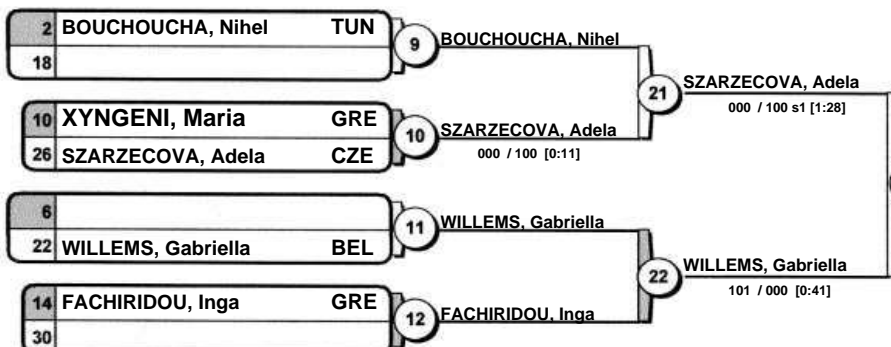 2 BOUCHOUCHA, Nihel TUN
18
9
BOUCHOUCHA, Nihel
10 XYNGENI, Maria GRE
26 SZARZECOVA, Adela CZE
10
SZARZECOVA, Adela
000 / 100 [0:11]
21
SZARZECOVA, Adela
000 / 100 s1 [1:28]
6
22 WILLEMS, Gabriella BEL
11
WILLEMS, Gabriella
14 FACHIRIDOU, Inga GRE
30
12
FACHIRIDOU, Inga
22
WILLEMS, Gabriella
101 / 000 [0:41]